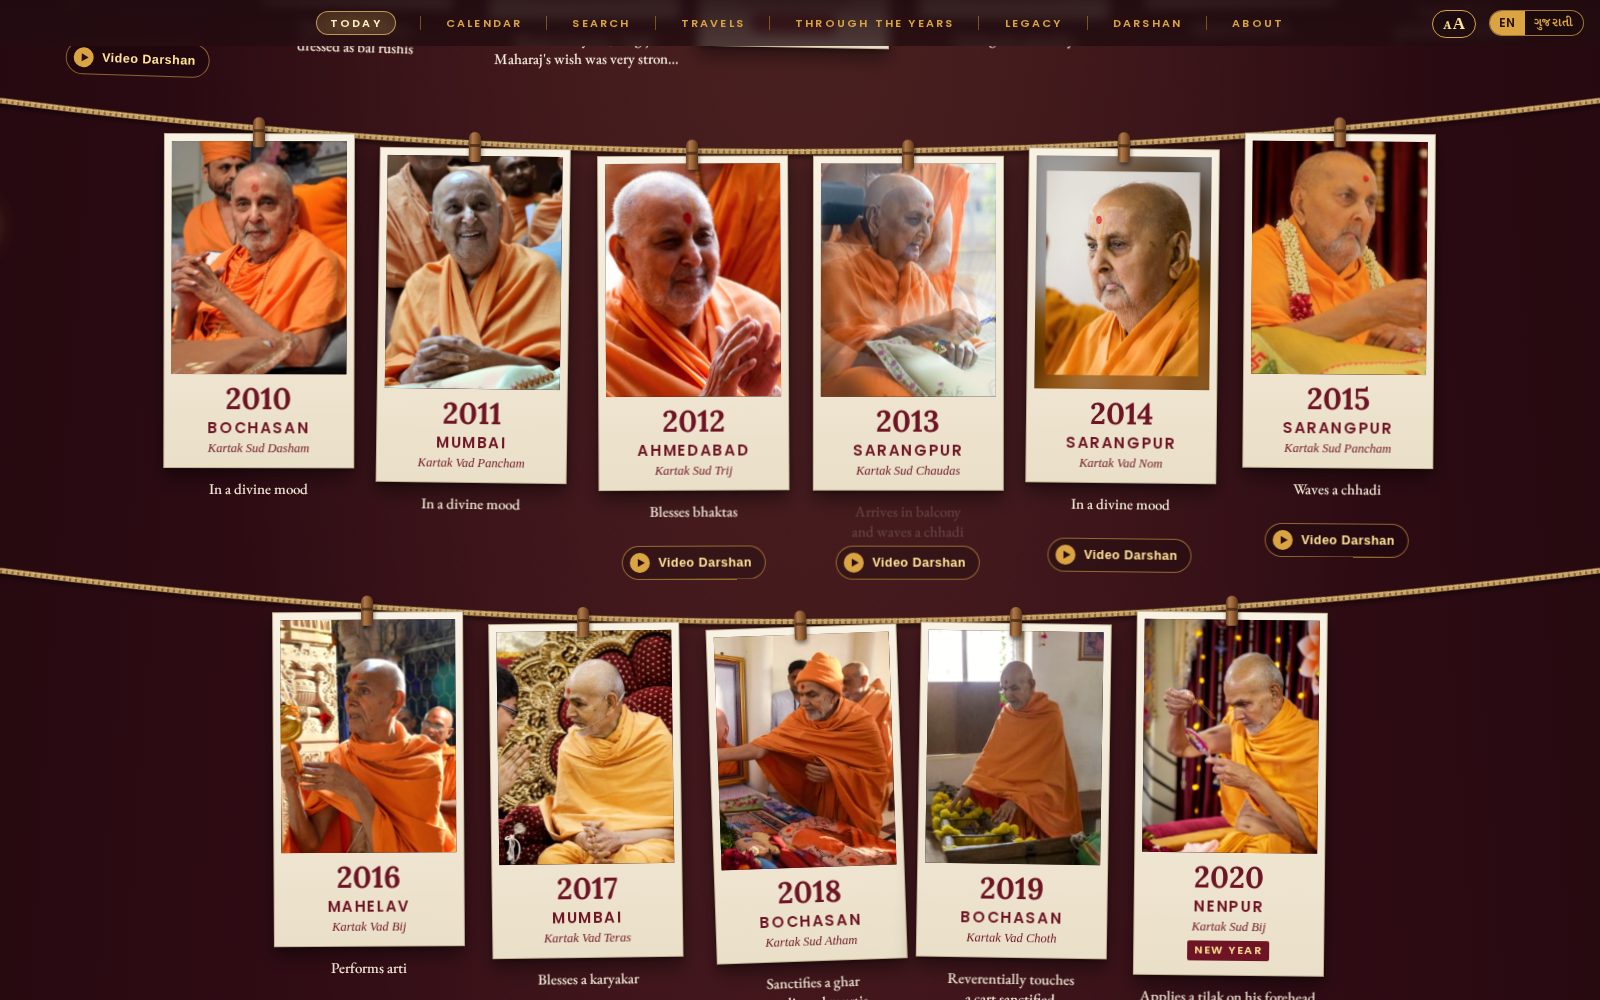 TODAY
CALENDAR
SEARCH
TRAVELS
THROUGH THE YEARS
LEGACY
DARSHAN
ABOUT
AA
EN
ગુજરાતી
Video Darshan
dressed as bal rushis
Maharaj's wish was very stron...
2010
BOCHASAN
Kartak Sud Dasham
In a divine mood
2011
MUMBAI
Kartak Vad Pancham
In a divine mood
2012
AHMEDABAD
Kartak Sud Trij
Blesses bhaktas
Video Darshan
2013
SARANGPUR
Kartak Sud Chaudas
Arrives in balcony
and waves a chhadi
Video Darshan
2014
SARANGPUR
Kartak Vad Nom
In a divine mood
Video Darshan
2015
SARANGPUR
Kartak Sud Pancham
Waves a chhadi
Video Darshan
2016
MAHELAV
Kartak Vad Bij
Performs arti
2017
MUMBAI
Kartak Vad Teras
Blesses a karyakar
2018
BOCHASAN
Kartak Sud Atham
Sanctifies a ghar
2019
BOCHASAN
Kartak Vad Choth
Reverentially touches
a cart sanctified
2020
NENPUR
Kartak Sud Bij
NEW YEAR
Applies a tilak on his forehead